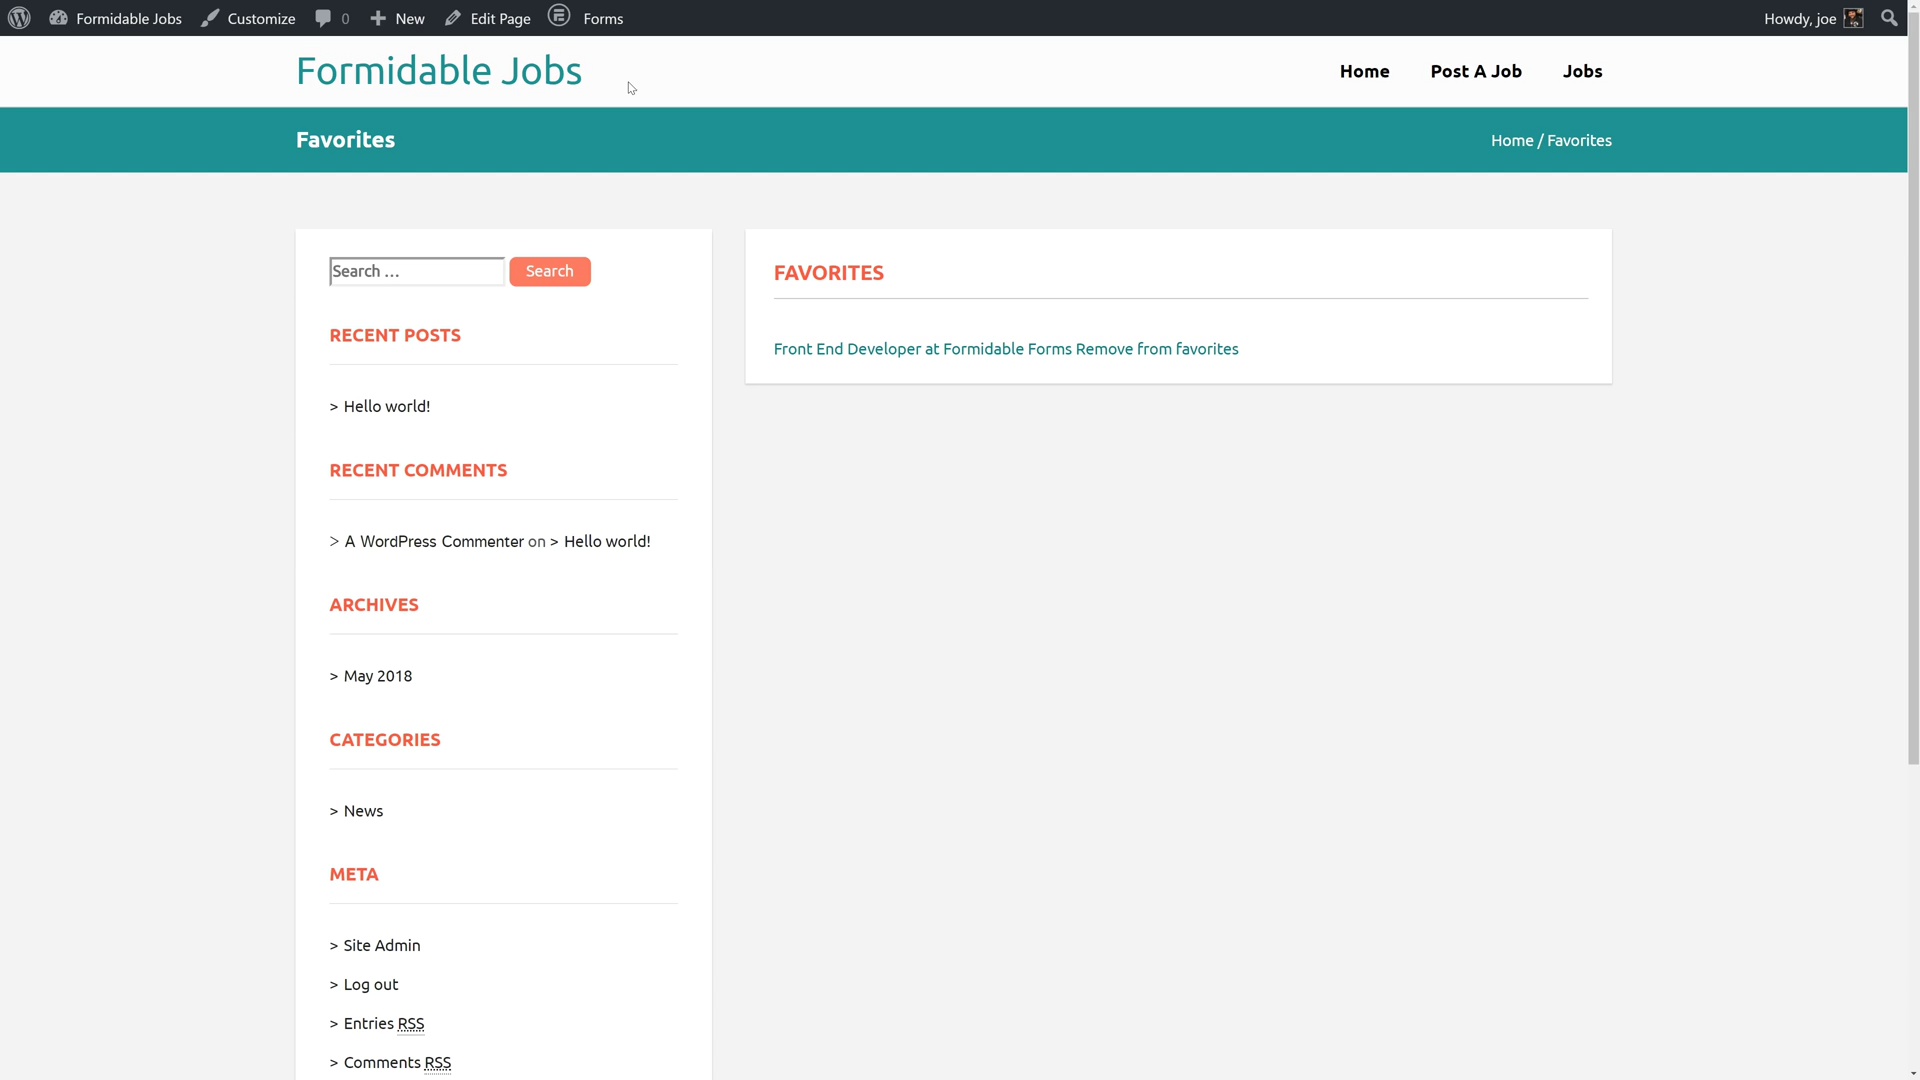 Formidable Jobs Customize 0 New Edit Page Forms Howdy, joe
Formidable Jobs
Home Post A Job Jobs
Favorites
Home / Favorites
Search ... Search
RECENT POSTS
> Hello world!
RECENT COMMENTS
> A WordPress Commenter on > Hello world!
ARCHIVES
> May 2018
CATEGORIES
> News
META
> Site Admin
> Log out
> Entries RSS
> Comments RSS
FAVORITES
Front End Developer at Formidable Forms Remove from favorites